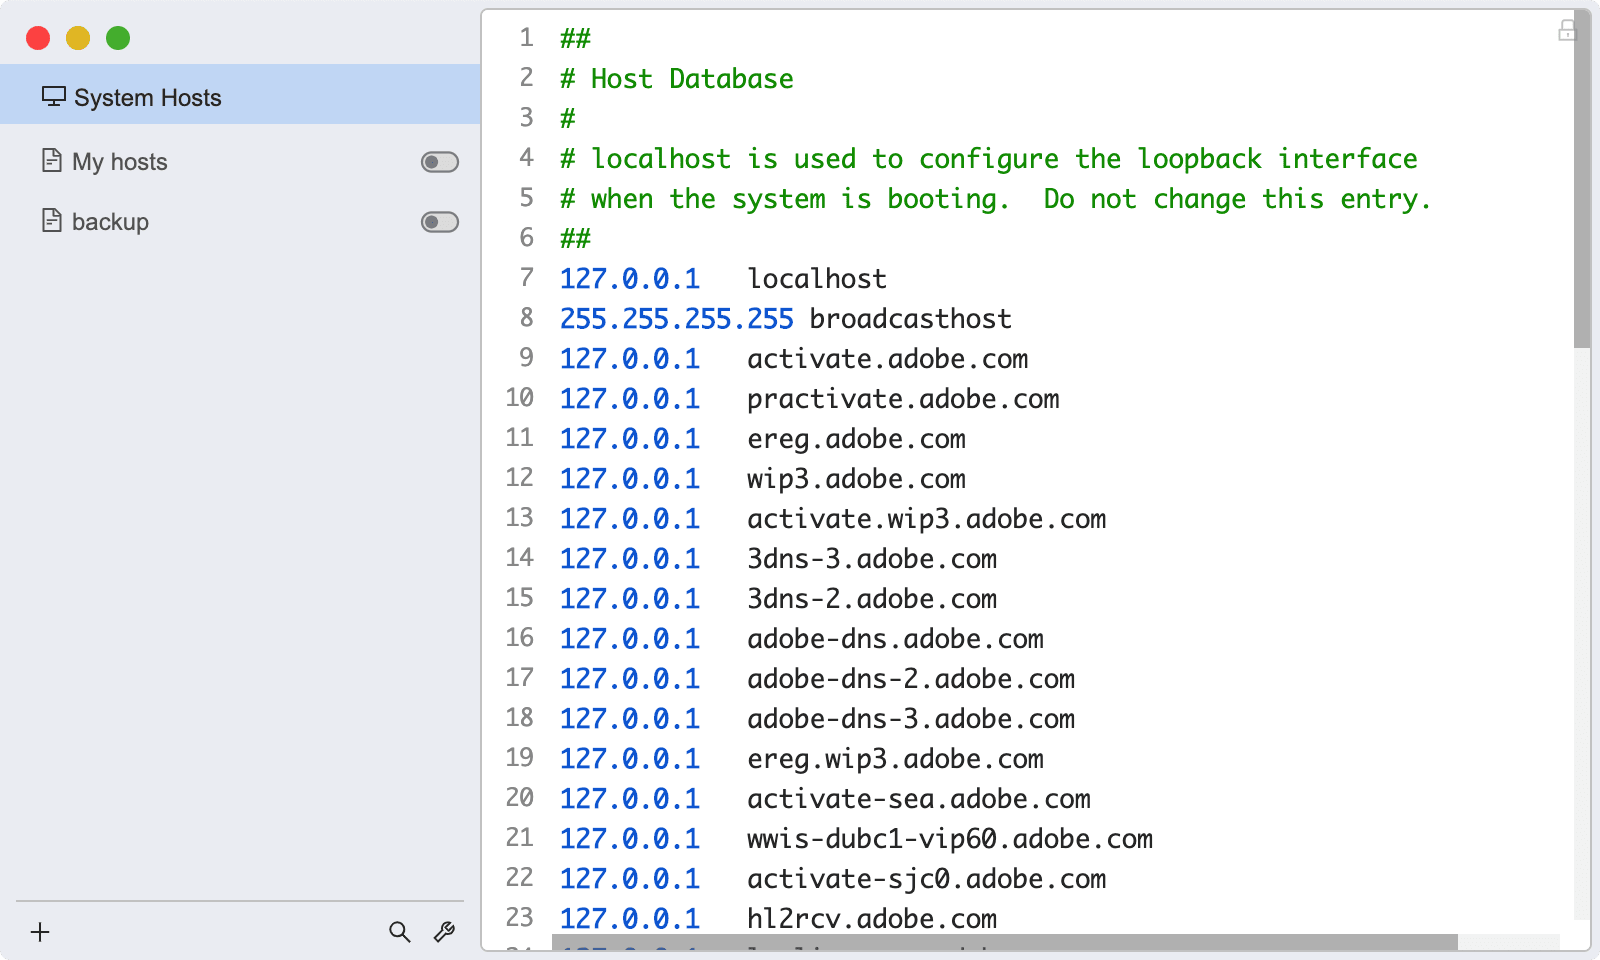 System Hosts
My hosts
backup
1 ##
2 # Host Database
3 #
4 # localhost is used to configure the loopback interface
5 # when the system is booting.  Do not change this entry.
6 ##
7 127.0.0.1   localhost
8 255.255.255.255 broadcasthost
9 127.0.0.1   activate.adobe.com
10 127.0.0.1   practivate.adobe.com
11 127.0.0.1   ereg.adobe.com
12 127.0.0.1   wip3.adobe.com
13 127.0.0.1   activate.wip3.adobe.com
14 127.0.0.1   3dns-3.adobe.com
15 127.0.0.1   3dns-2.adobe.com
16 127.0.0.1   adobe-dns.adobe.com
17 127.0.0.1   adobe-dns-2.adobe.com
18 127.0.0.1   adobe-dns-3.adobe.com
19 127.0.0.1   ereg.wip3.adobe.com
20 127.0.0.1   activate-sea.adobe.com
21 127.0.0.1   wwis-dubc1-vip60.adobe.com
22 127.0.0.1   activate-sjc0.adobe.com
23 127.0.0.1   hl2rcv.adobe.com